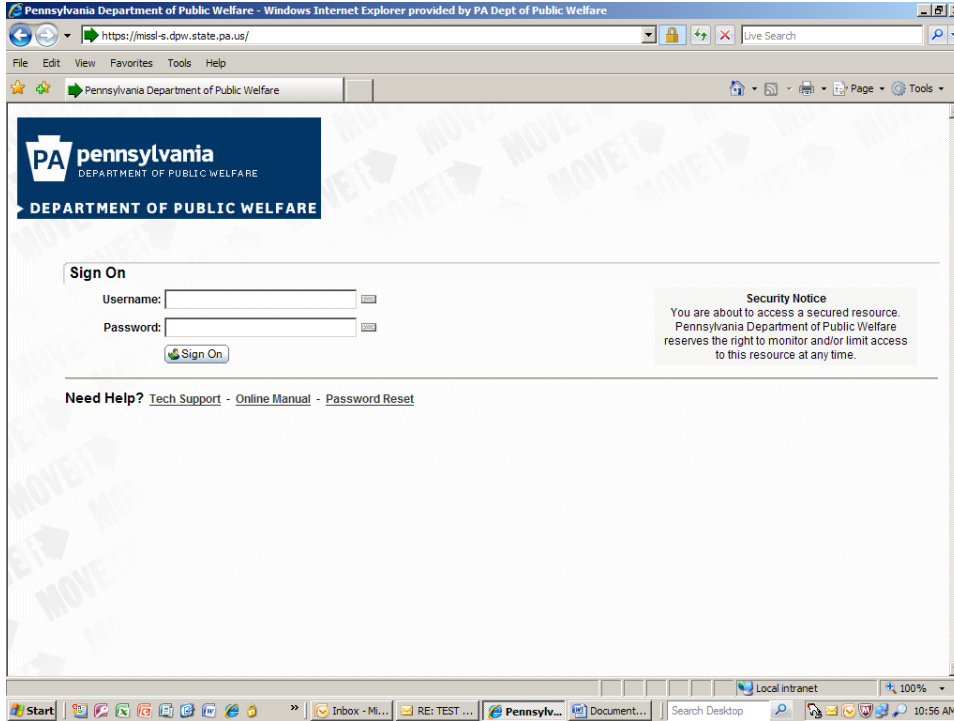 Pennsylvania Department of Public Welfare - Windows Internet Explorer provided by PA Dept of Public Welfare
https://missl-s.dpw.state.pa.us/
Live Search
File Edit View Favorites Tools Help
Pennsylvania Department of Public Welfare
Page Tools
PA pennsylvania
DEPARTMENT OF PUBLIC WELFARE
DEPARTMENT OF PUBLIC WELFARE
Sign On
Username:
Password:
Sign On
Security Notice
You are about to access a secured resource.
Pennsylvania Department of Public Welfare
reserves the right to monitor and/or limit access
to this resource at any time.
Need Help? Tech Support - Online Manual - Password Reset
MOVEit
Local intranet 100%
Start » Inbox - Mi... RE: TEST ... Pennsylv... Document... Search Desktop 10:56 AM